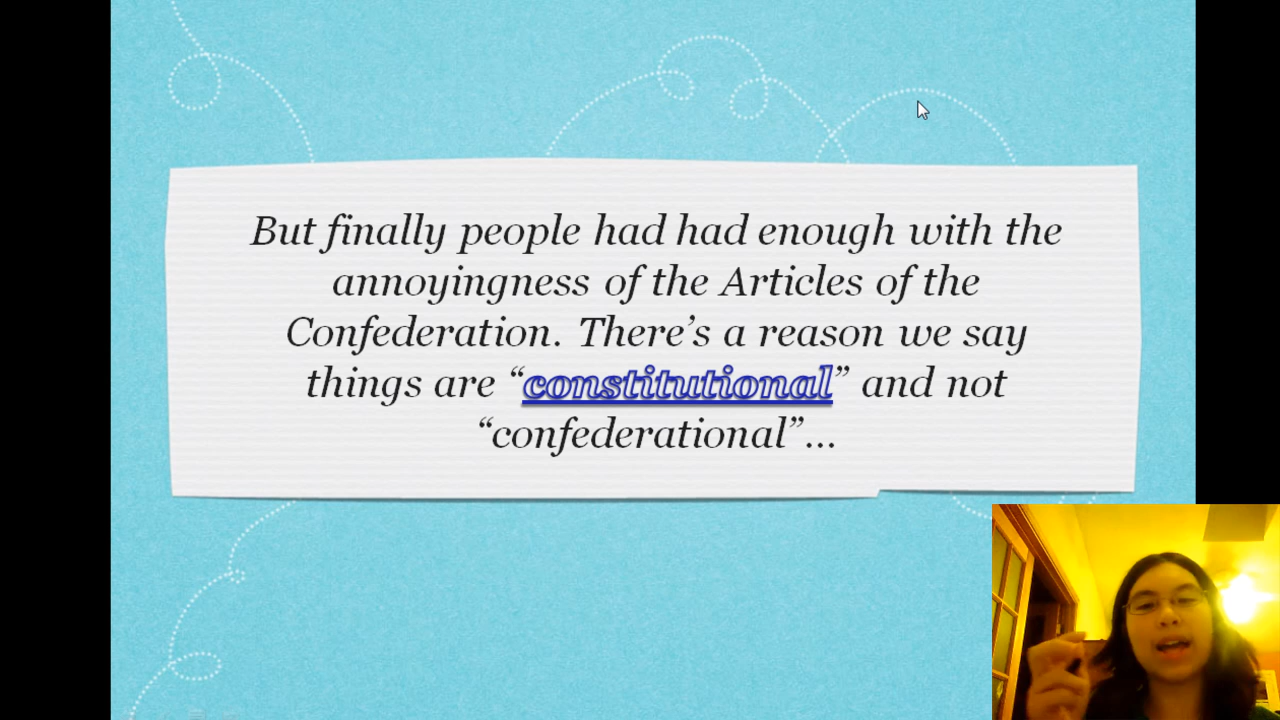 But finally people had had enough with the
annoyingness of the Articles of the
Confederation. There’s a reason we say
things are “constitutional” and not
“confederational”...